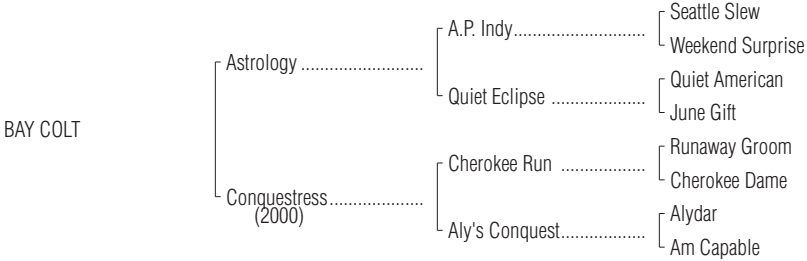 Seattle Slew
A.P. Indy..............................
Weekend Surprise
Astrology ............................
Quiet American
Quiet Eclipse ......................
June Gift
BAY COLT
Runaway Groom
Cherokee Run ....................
Cherokee Dame
Conquestress......................
(2000)
Alydar
Aly's Conquest....................
Am Capable